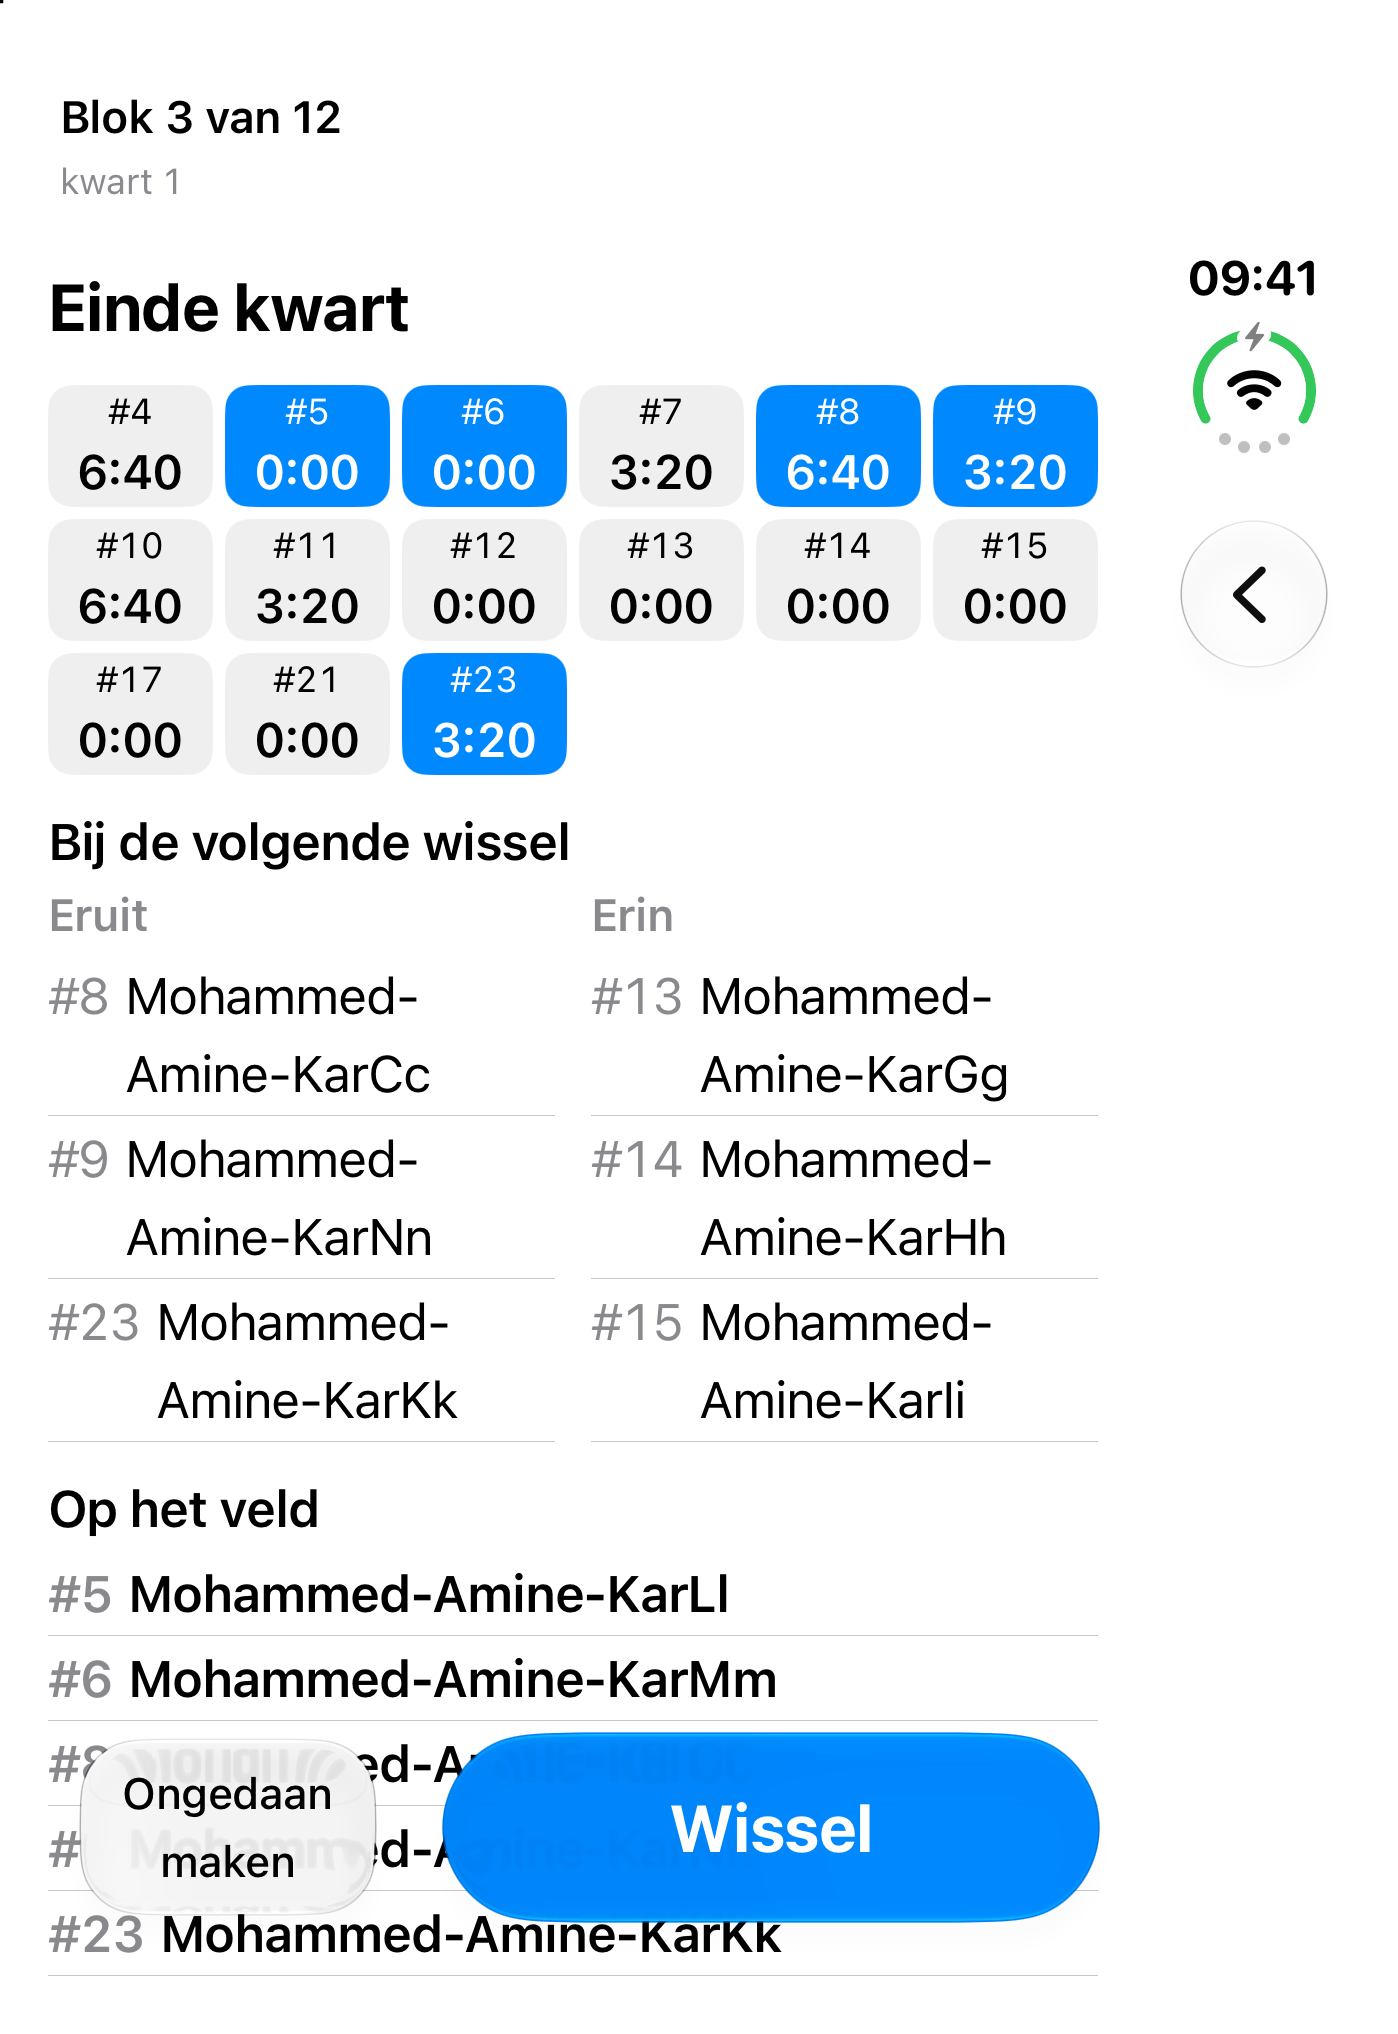 Blok 3 van 12
kwart 1
09:41
Einde kwart
#4 #5 #6 #7 #8 #9
6:40 0:00 0:00 3:20 6:40 3:20
#10 #11 #12 #13 #14 #15
6:40 3:20 0:00 0:00 0:00 0:00
#17 #21 #23
0:00 0:00 3:20
Bij de volgende wissel
Eruit
#8 Mohammed-
Amine-KarCc
#9 Mohammed-
Amine-KarNn
#23 Mohammed-
Amine-KarKk
Erin
#13 Mohammed-
Amine-KarGg
#14 Mohammed-
Amine-KarHh
#15 Mohammed-
Amine-KarIi
Op het veld
#5 Mohammed-Amine-KarLl
#6 Mohammed-Amine-KarMm
Ongedaan
maken
Wissel
#23 Mohammed-Amine-KarKk